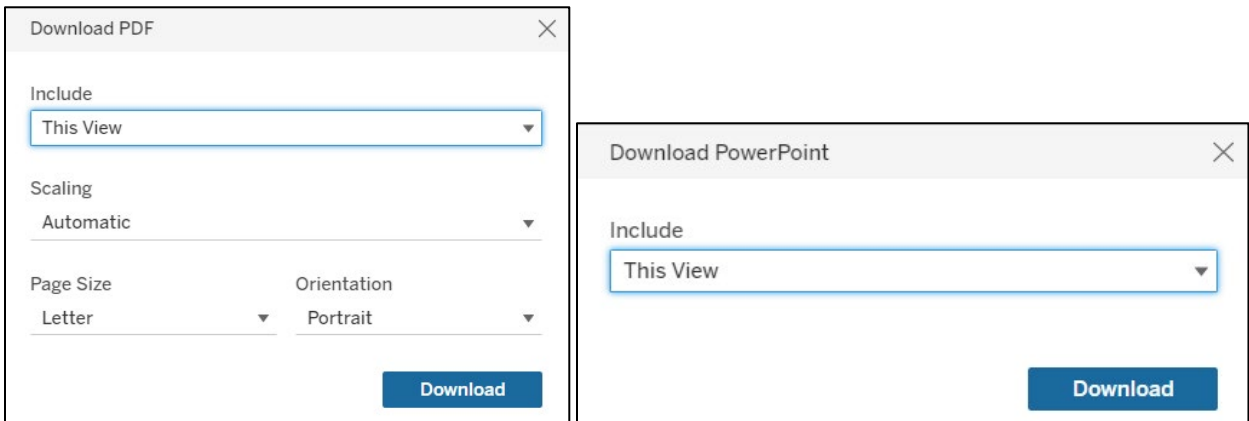 Download PDF
Include
This View
Scaling
Automatic
Page Size Orientation
Letter Portrait
Download
Download PowerPoint
Include
This View
Download